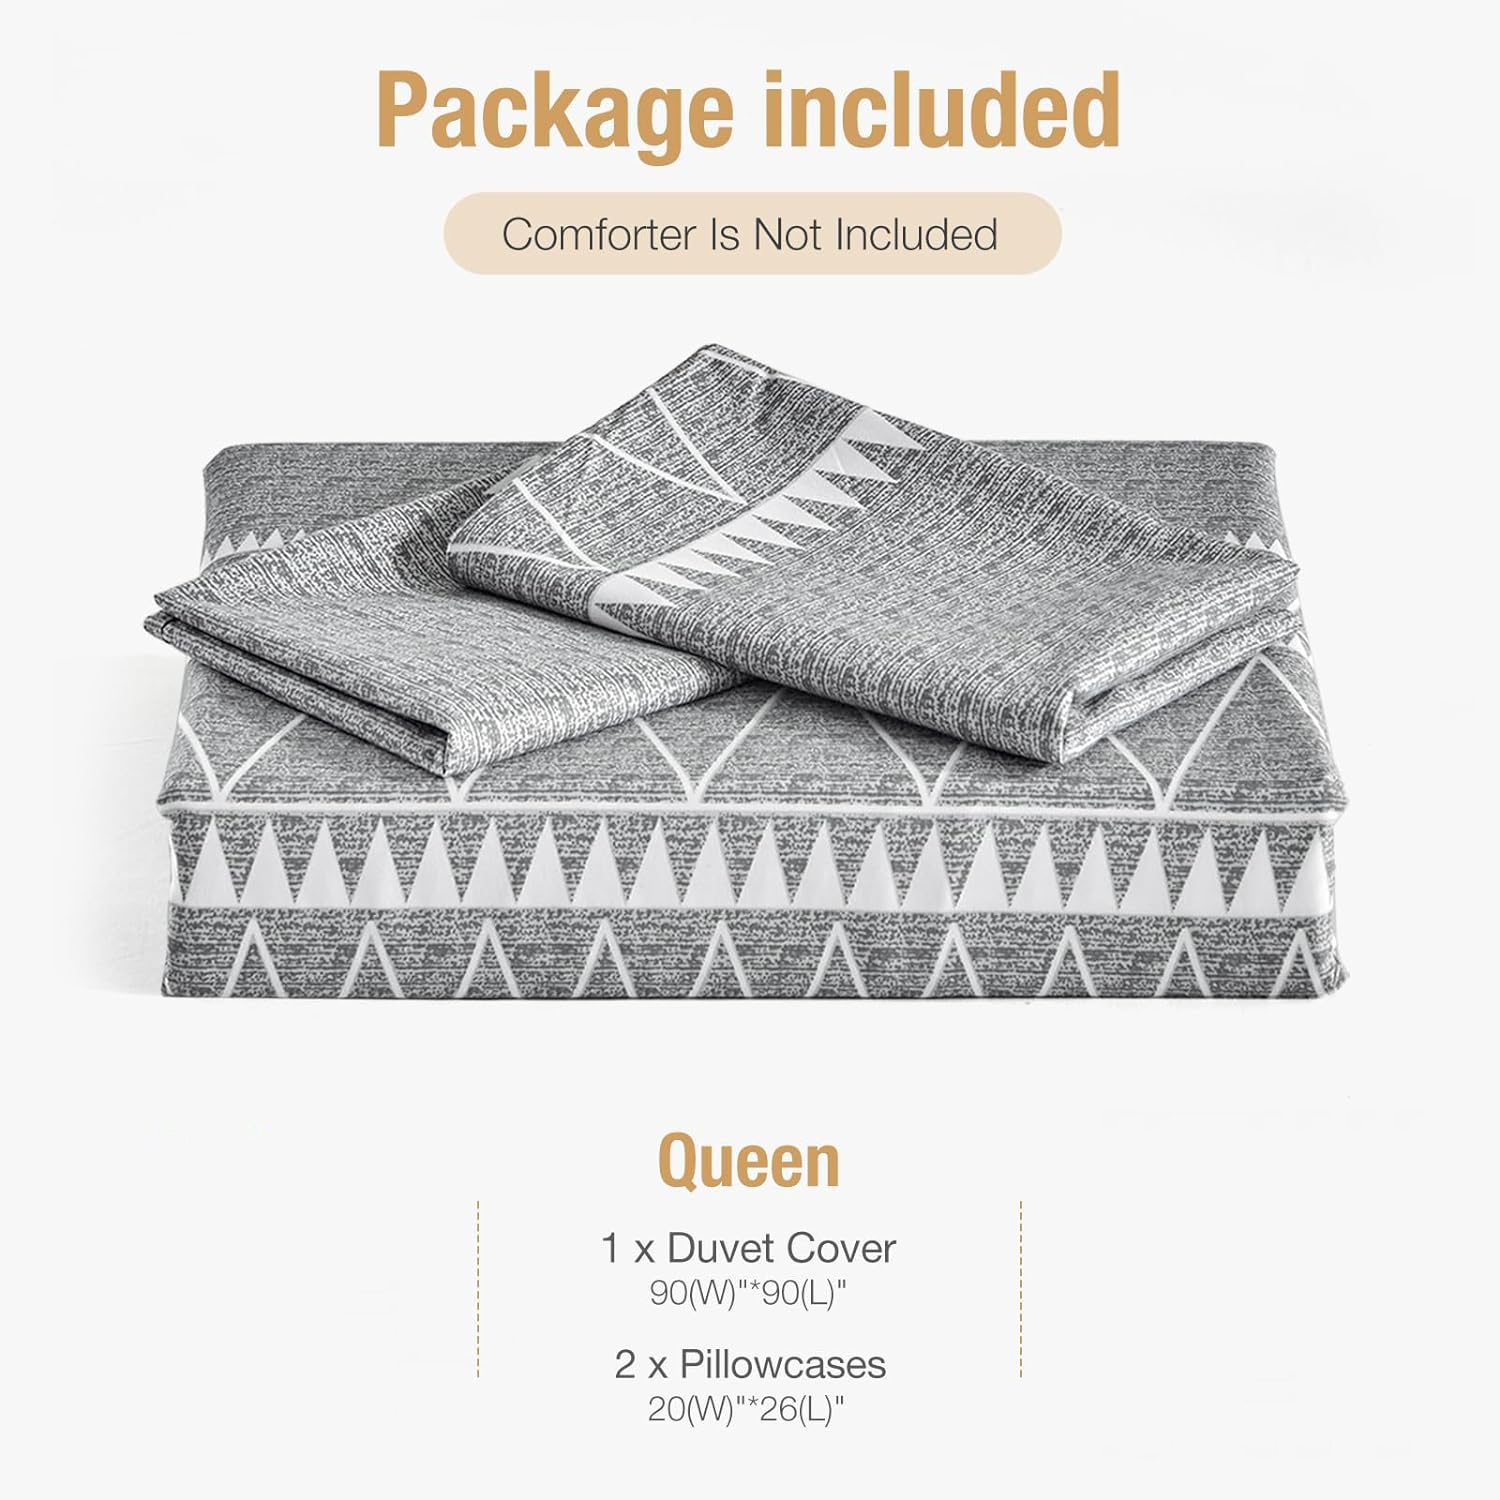 Package included
Comforter Is Not Included
Queen
1 x Duvet Cover
90(W)"*90(L)"
2 x Pillowcases
20(W)"*26(L)"